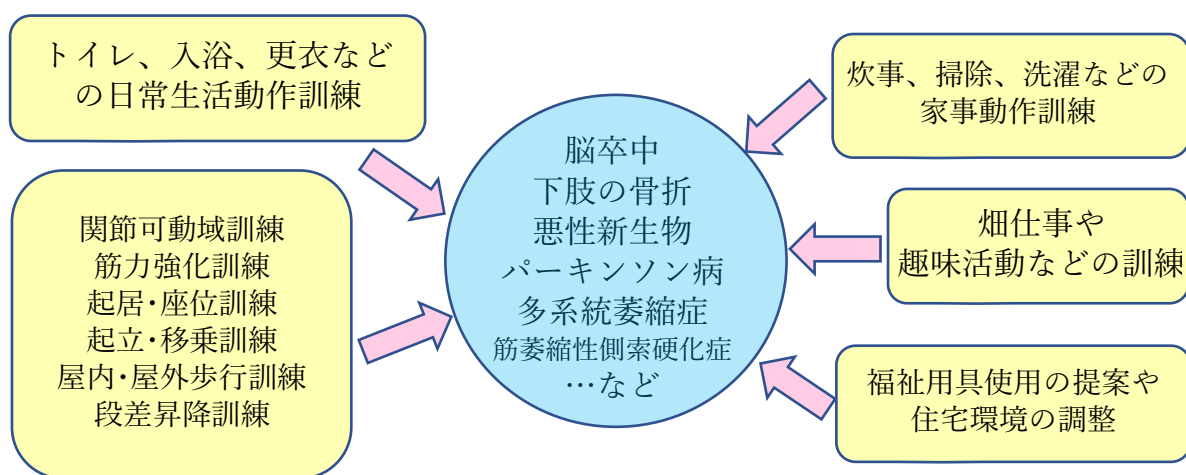 トイレ、入浴、更衣など
の日常生活動作訓練
関節可動域訓練
筋力強化訓練
起居･座位訓練
起立･移乗訓練
屋内･屋外歩行訓練
段差昇降訓練
脳卒中
下肢の骨折
悪性新生物
パーキンソン病
多系統萎縮症
筋萎縮性側索硬化症
…など
炊事、掃除、洗濯などの
家事動作訓練
畑仕事や
趣味活動などの訓練
福祉用具使用の提案や
住宅環境の調整